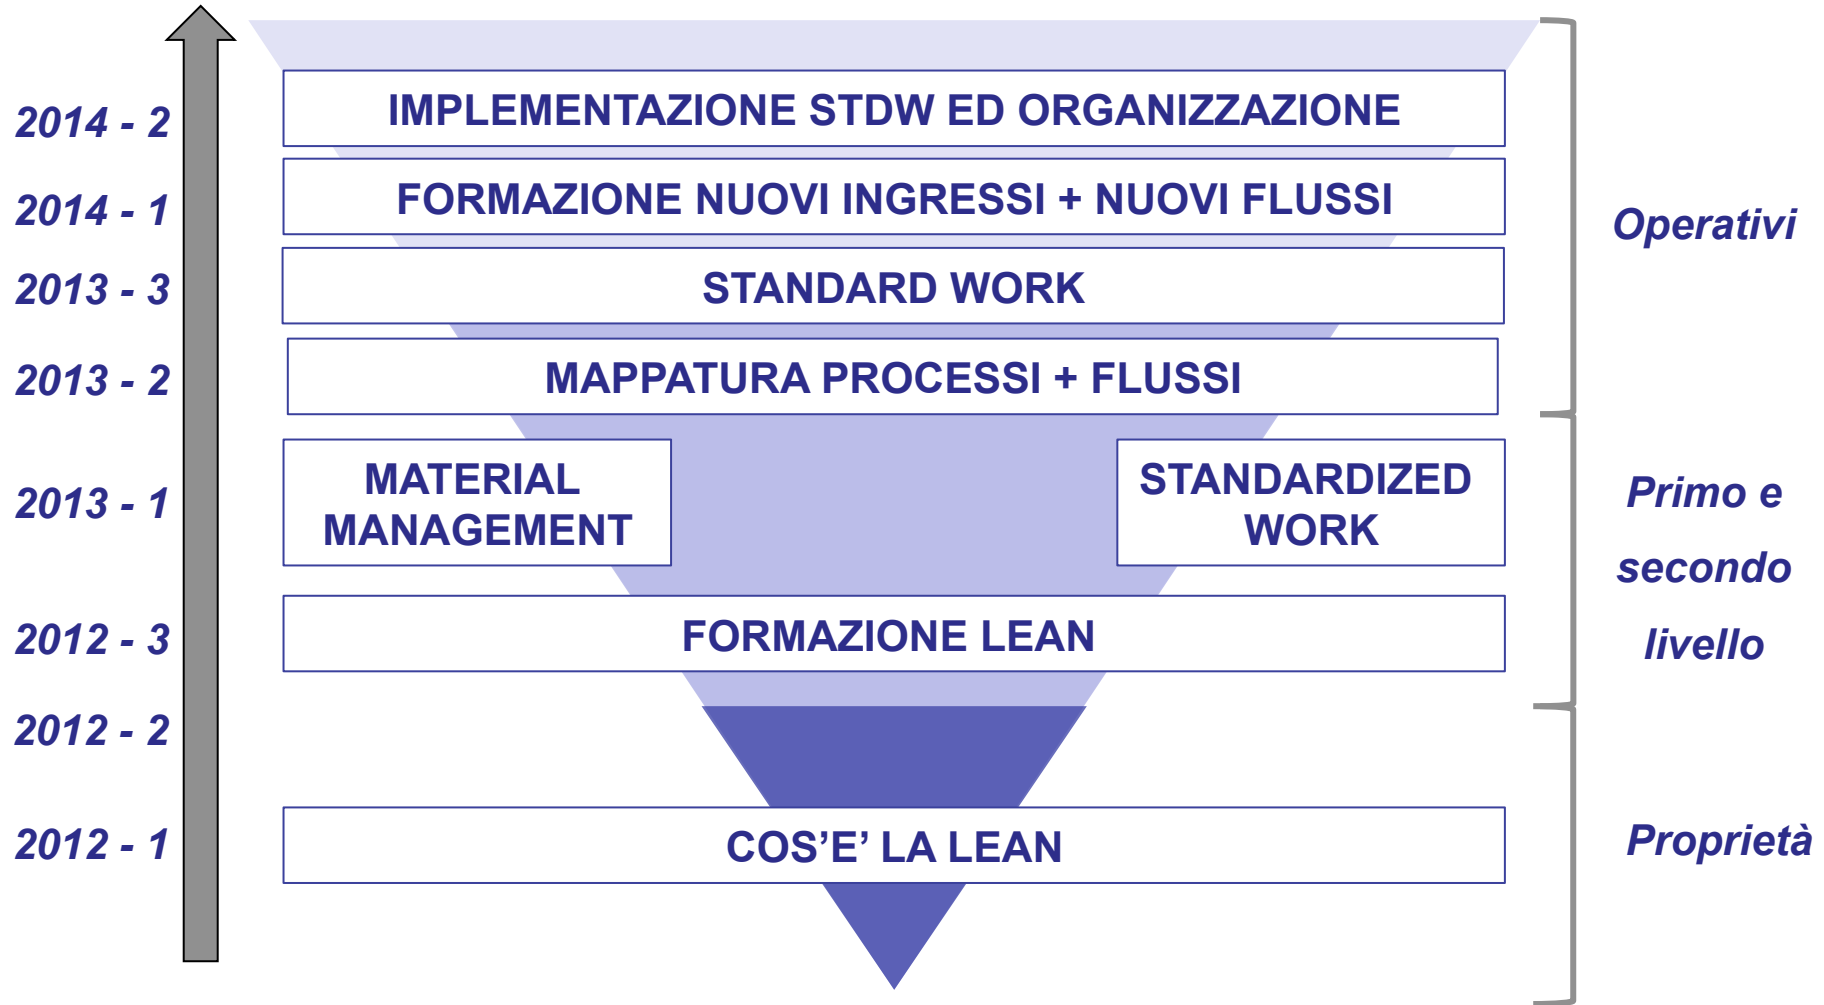 2014 - 2
IMPLEMENTAZIONE STDW ED ORGANIZZAZIONE
2014 - 1
FORMAZIONE NUOVI INGRESSI + NUOVI FLUSSI
Operativi
2013 - 3
STANDARD WORK
2013 - 2
MAPPATURA PROCESSI + FLUSSI
2013 - 1
MATERIAL
MANAGEMENT
STANDARDIZED
WORK
Primo e
secondo
livello
2012 - 3
FORMAZIONE LEAN
2012 - 2
2012 - 1
COS’E’ LA LEAN
Proprietà